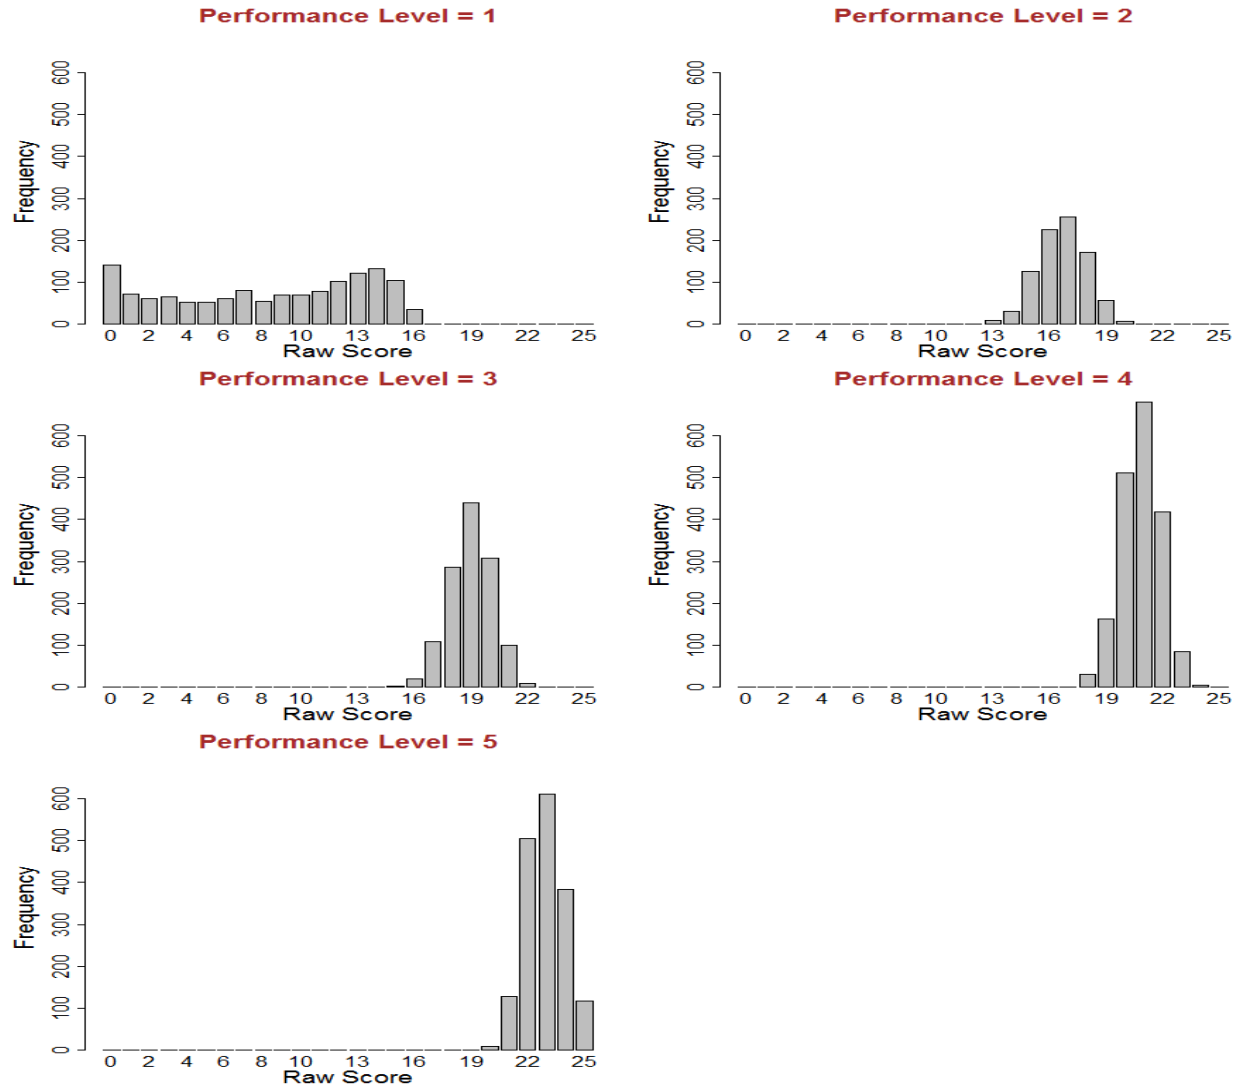 Performance Level = 1
Frequency
0 100 200 300 400 500 600
0 2 4 6 8 10 13 16 19 22 25
Raw Score
Performance Level = 2
Frequency
0 100 200 300 400 500 600
0 2 4 6 8 10 13 16 19 22 25
Raw Score
Performance Level = 3
Frequency
0 100 200 300 400 500 600
0 2 4 6 8 10 13 16 19 22 25
Raw Score
Performance Level = 4
Frequency
0 100 200 300 400 500 600
0 2 4 6 8 10 13 16 19 22 25
Raw Score
Performance Level = 5
Frequency
0 100 200 300 400 500 600
0 2 4 6 8 10 13 16 19 22 25
Raw Score